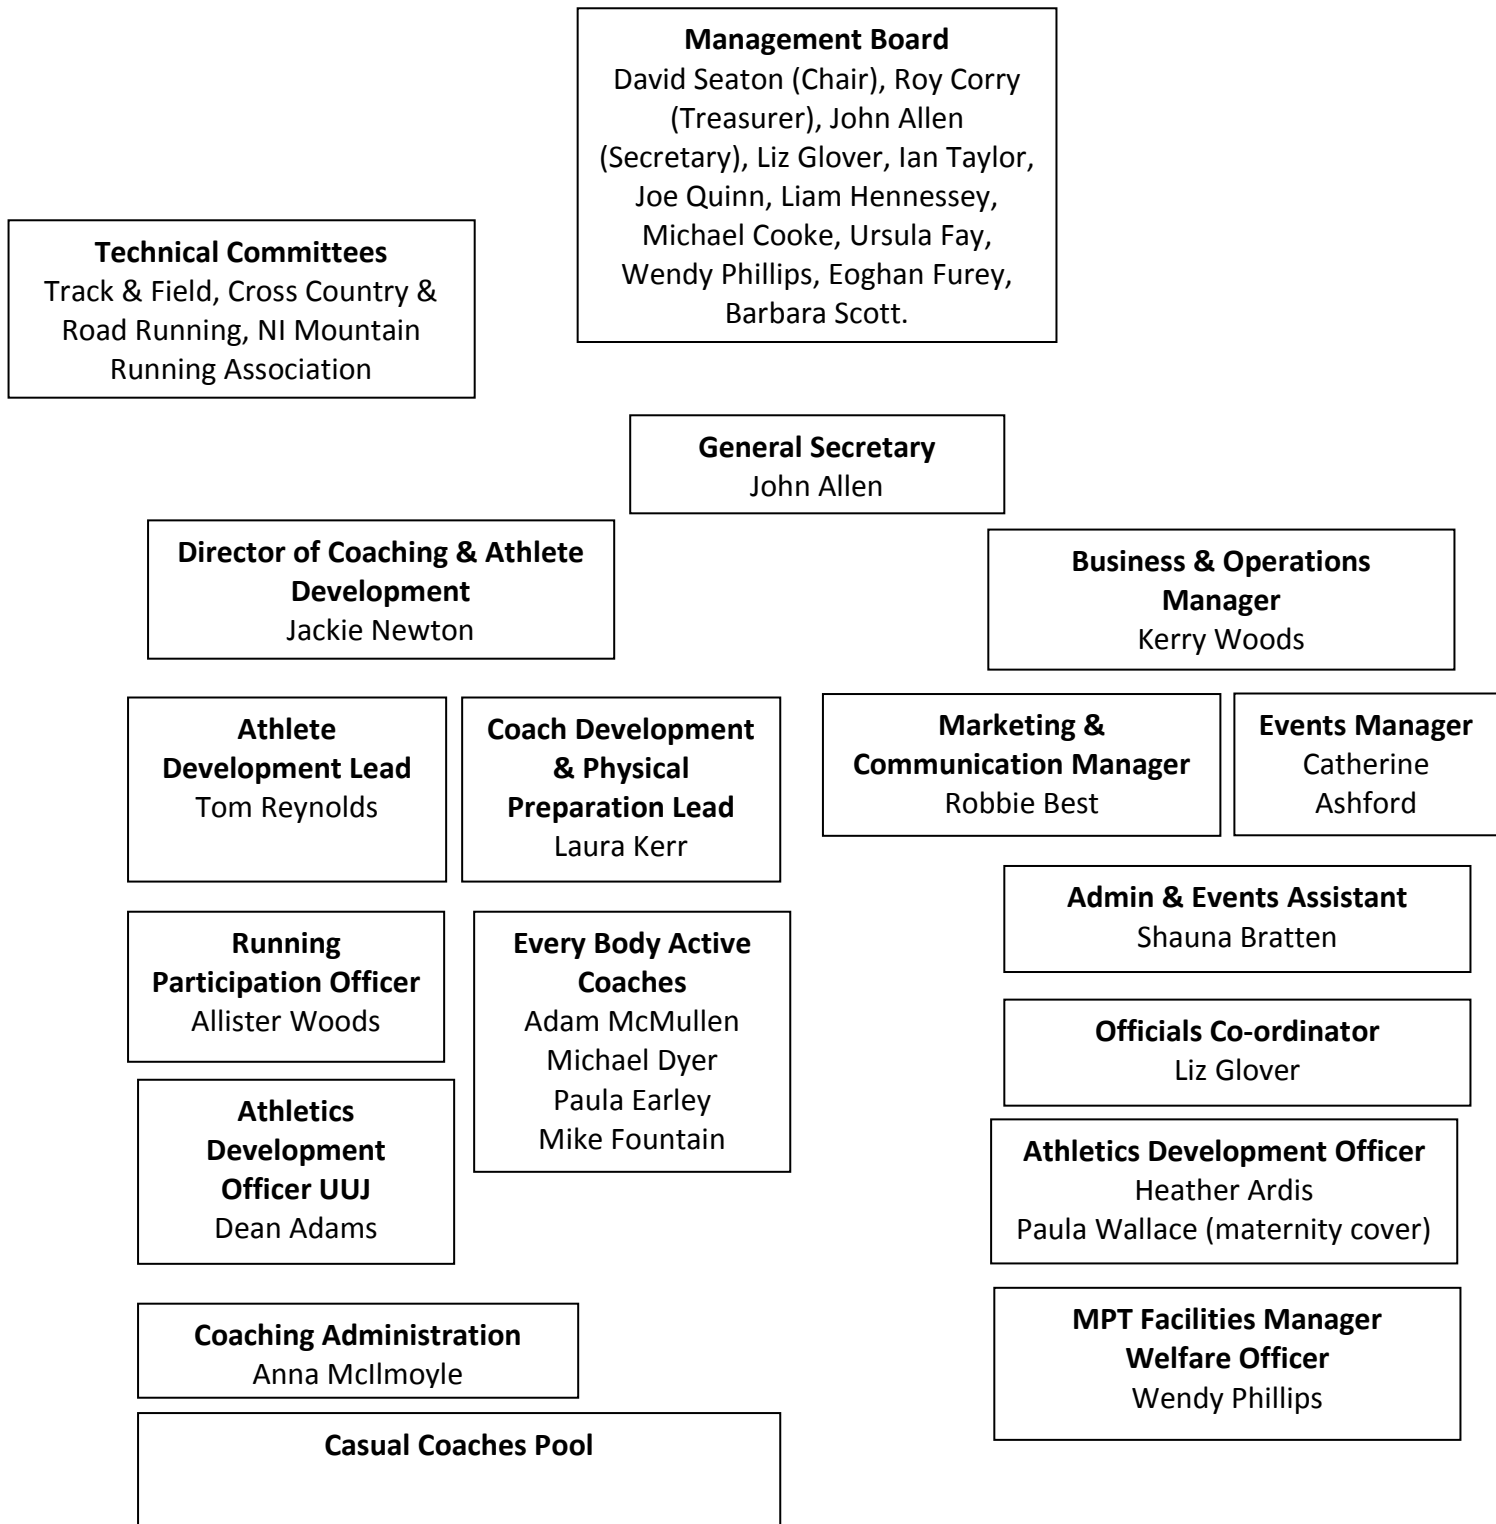 Management Board
David Seaton (Chair), Roy Corry
(Treasurer), John Allen
(Secretary), Liz Glover, Ian Taylor,
Joe Quinn, Liam Hennessey,
Michael Cooke, Ursula Fay,
Wendy Phillips, Eoghan Furey,
Barbara Scott.
Technical Committees
Track & Field, Cross Country &
Road Running, NI Mountain
Running Association
General Secretary
John Allen
Director of Coaching & Athlete
Development
Jackie Newton
Business & Operations
Manager
Kerry Woods
Athlete
Development Lead
Tom Reynolds
Coach Development
& Physical
Preparation Lead
Laura Kerr
Marketing &
Communication Manager
Robbie Best
Events Manager
Catherine
Ashford
Admin & Events Assistant
Shauna Bratten
Running
Participation Officer
Allister Woods
Every Body Active
Coaches
Adam McMullen
Michael Dyer
Paula Earley
Mike Fountain
Officials Co-ordinator
Liz Glover
Athletics
Development
Officer UUJ
Dean Adams
Athletics Development Officer
Heather Ardis
Paula Wallace (maternity cover)
Coaching Administration
Anna McIlmoyle
MPT Facilities Manager
Welfare Officer
Wendy Phillips
Casual Coaches Pool